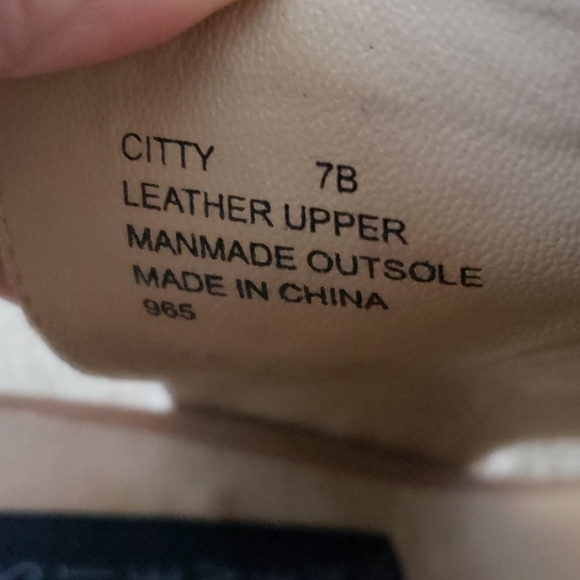 CITTY 7B
LEATHER UPPER
MANMADE OUTSOLE
MADE IN CHINA
965